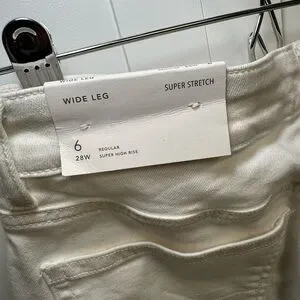 WIDE LEG SUPER STRETCH
6 REGULAR
28W SUPER HIGH RISE